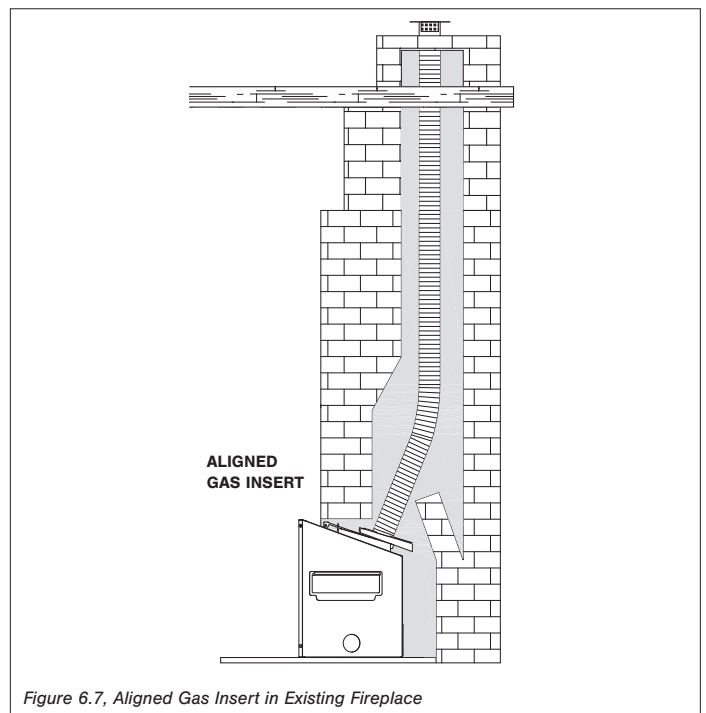 ALIGNED
GAS INSERT
Figure 6.7, Aligned Gas Insert in Existing Fireplace